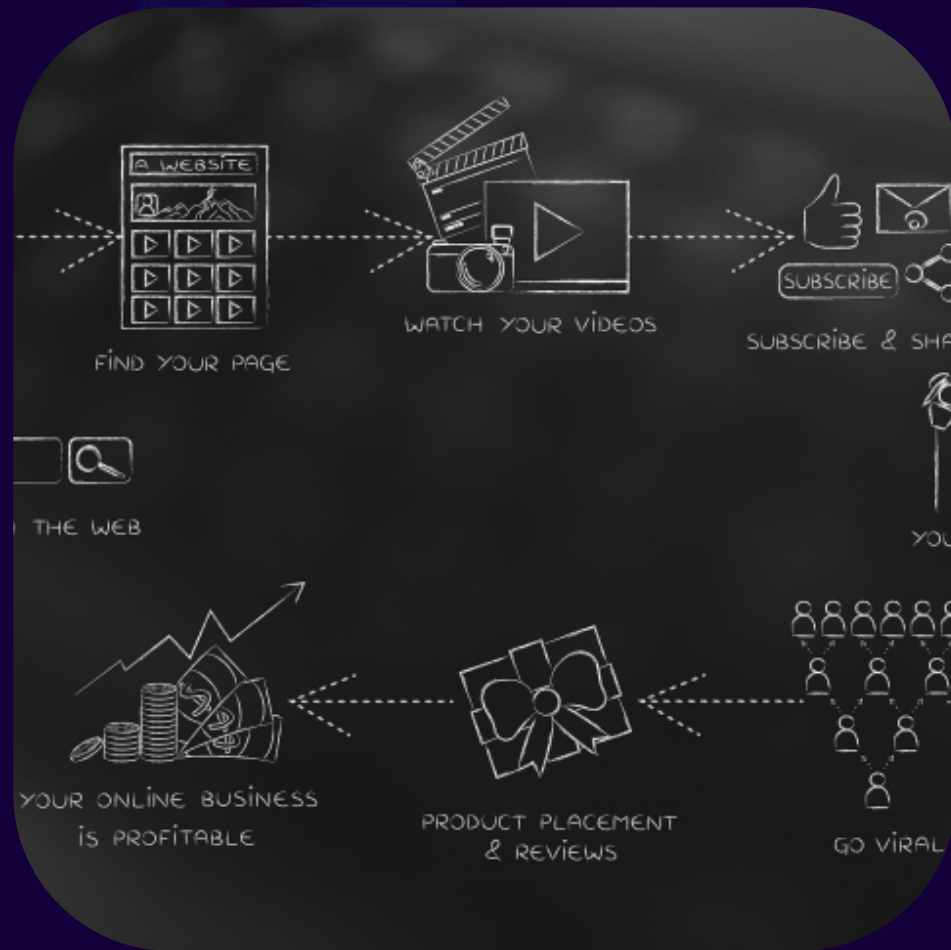 A WEBSITE
FIND YOUR PAGE
WATCH YOUR VIDEOS
SUBSCRIBE
SUBSCRIBE &
THE WEB
YOUR ONLINE BUSINESS
IS PROFITABLE
PRODUCT PLACEMENT
& REVIEWS
GO VIRAL